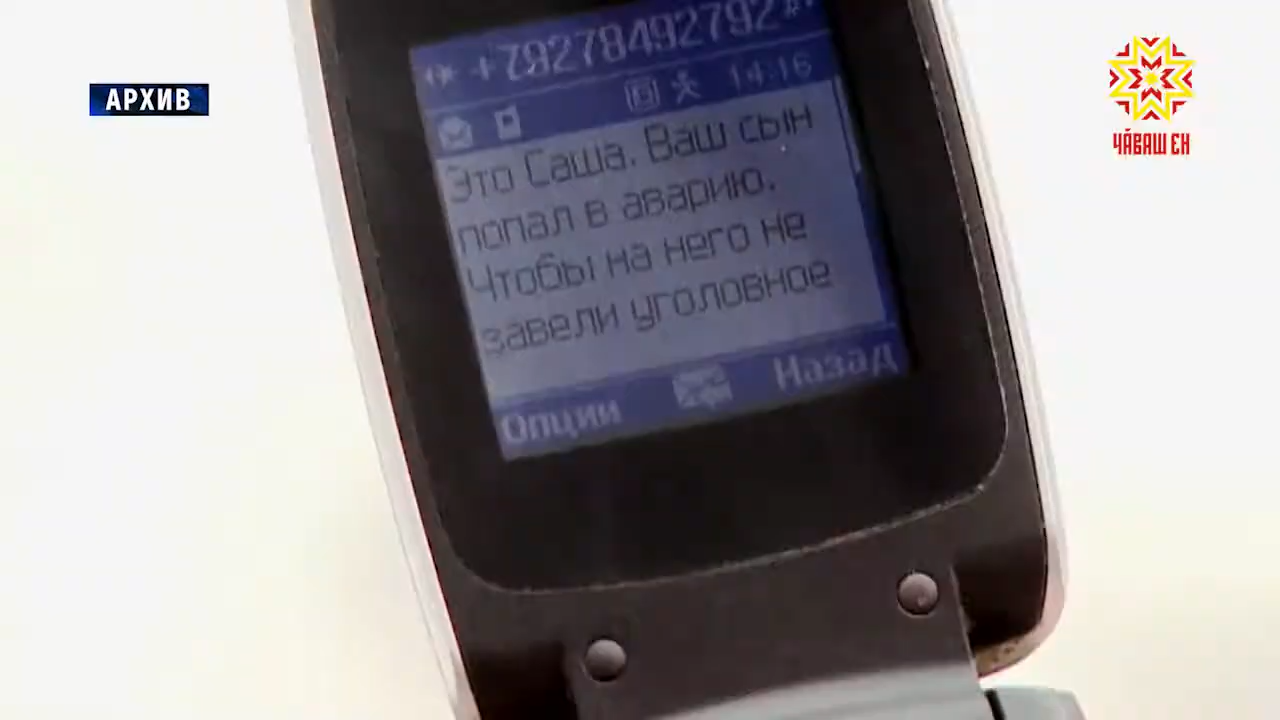 АРХИВ
ЧӐВАШ ЕН
+79278492792
14:16
Это Саша. Ваш сын
попал в аварию.
Чтобы на него не
завели уголовное
Опции
Назад